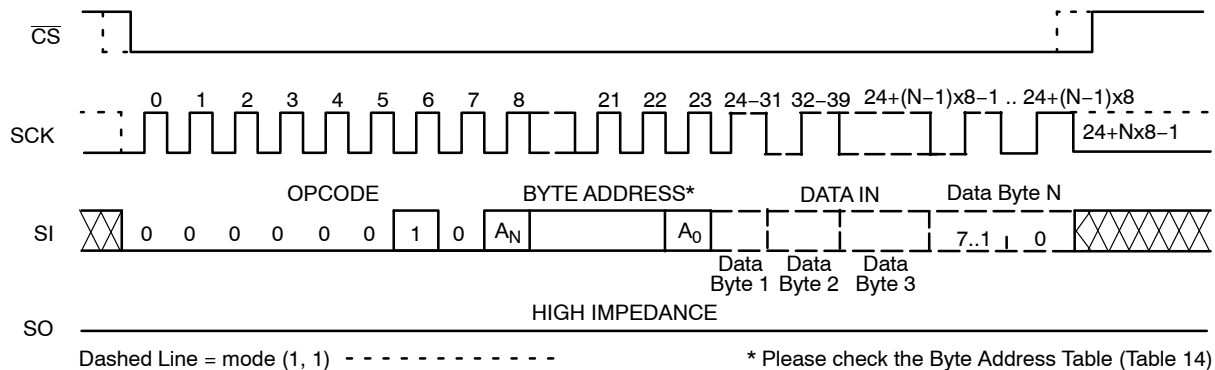 CS
0 1 2 3 4 5 6 7 8 21 22 23 24–31 32–39 24+(N–1)x8–1 .. 24+(N–1)x8
SCK
24+Nx8–1
OPCODE BYTE ADDRESS* DATA IN Data Byte N
SI 0 0 0 0 0 0 1 0 AN A0 7..1 0
Data Byte 1
Data Byte 2
Data Byte 3
HIGH IMPEDANCE
SO
Dashed Line = mode (1, 1) * Please check the Byte Address Table (Table 14)